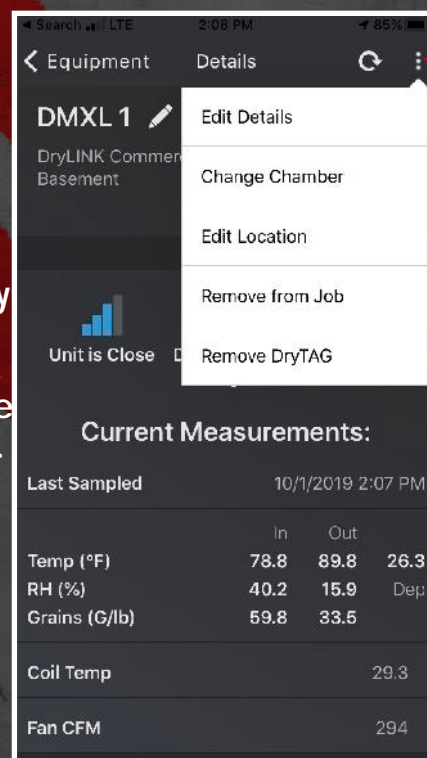 Search LTE 2:08 PM 85%
Equipment Details
DMXL 1
DryLINK Commer
Basement
Edit Details
Change Chamber
Edit Location
Remove from Job
Remove DryTAG
y
e
.
Unit is Close D
Current Measurements:
Last Sampled 10/1/2019 2:07 PM
In Out
Temp (°F) 78.8 89.8 26.3
RH (%) 40.2 15.9 Dep
Grains (G/lb) 59.8 33.5
Coil Temp 29.3
Fan CFM 294